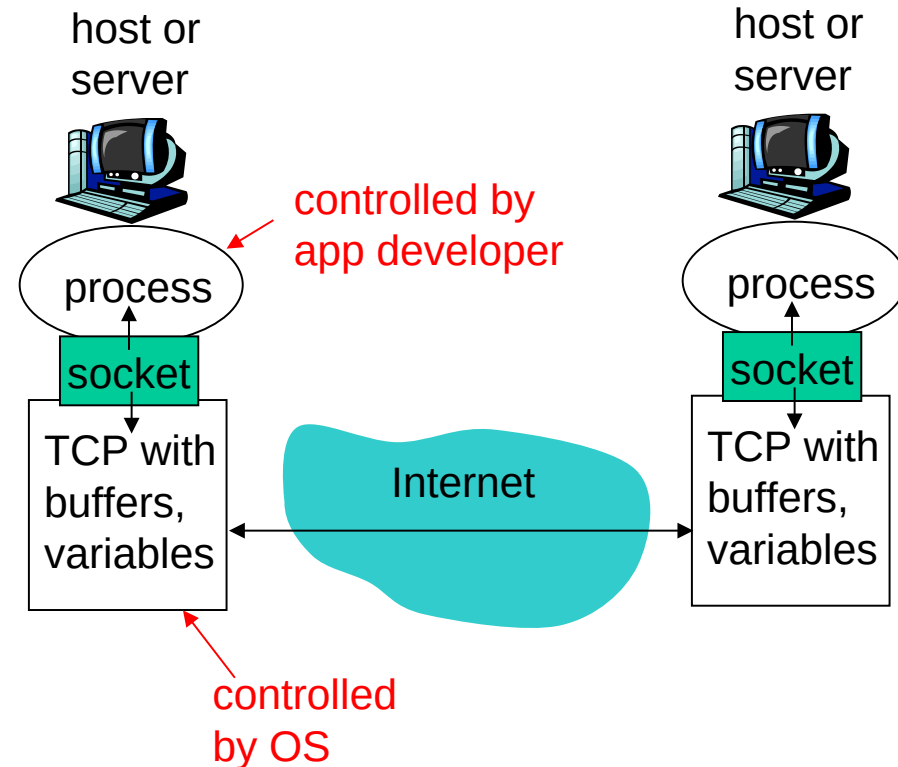 host or
server
host or
server
controlled by
app developer
process
process
socket
socket
TCP with
buffers,
variables
Internet
TCP with
buffers,
variables
controlled
by OS